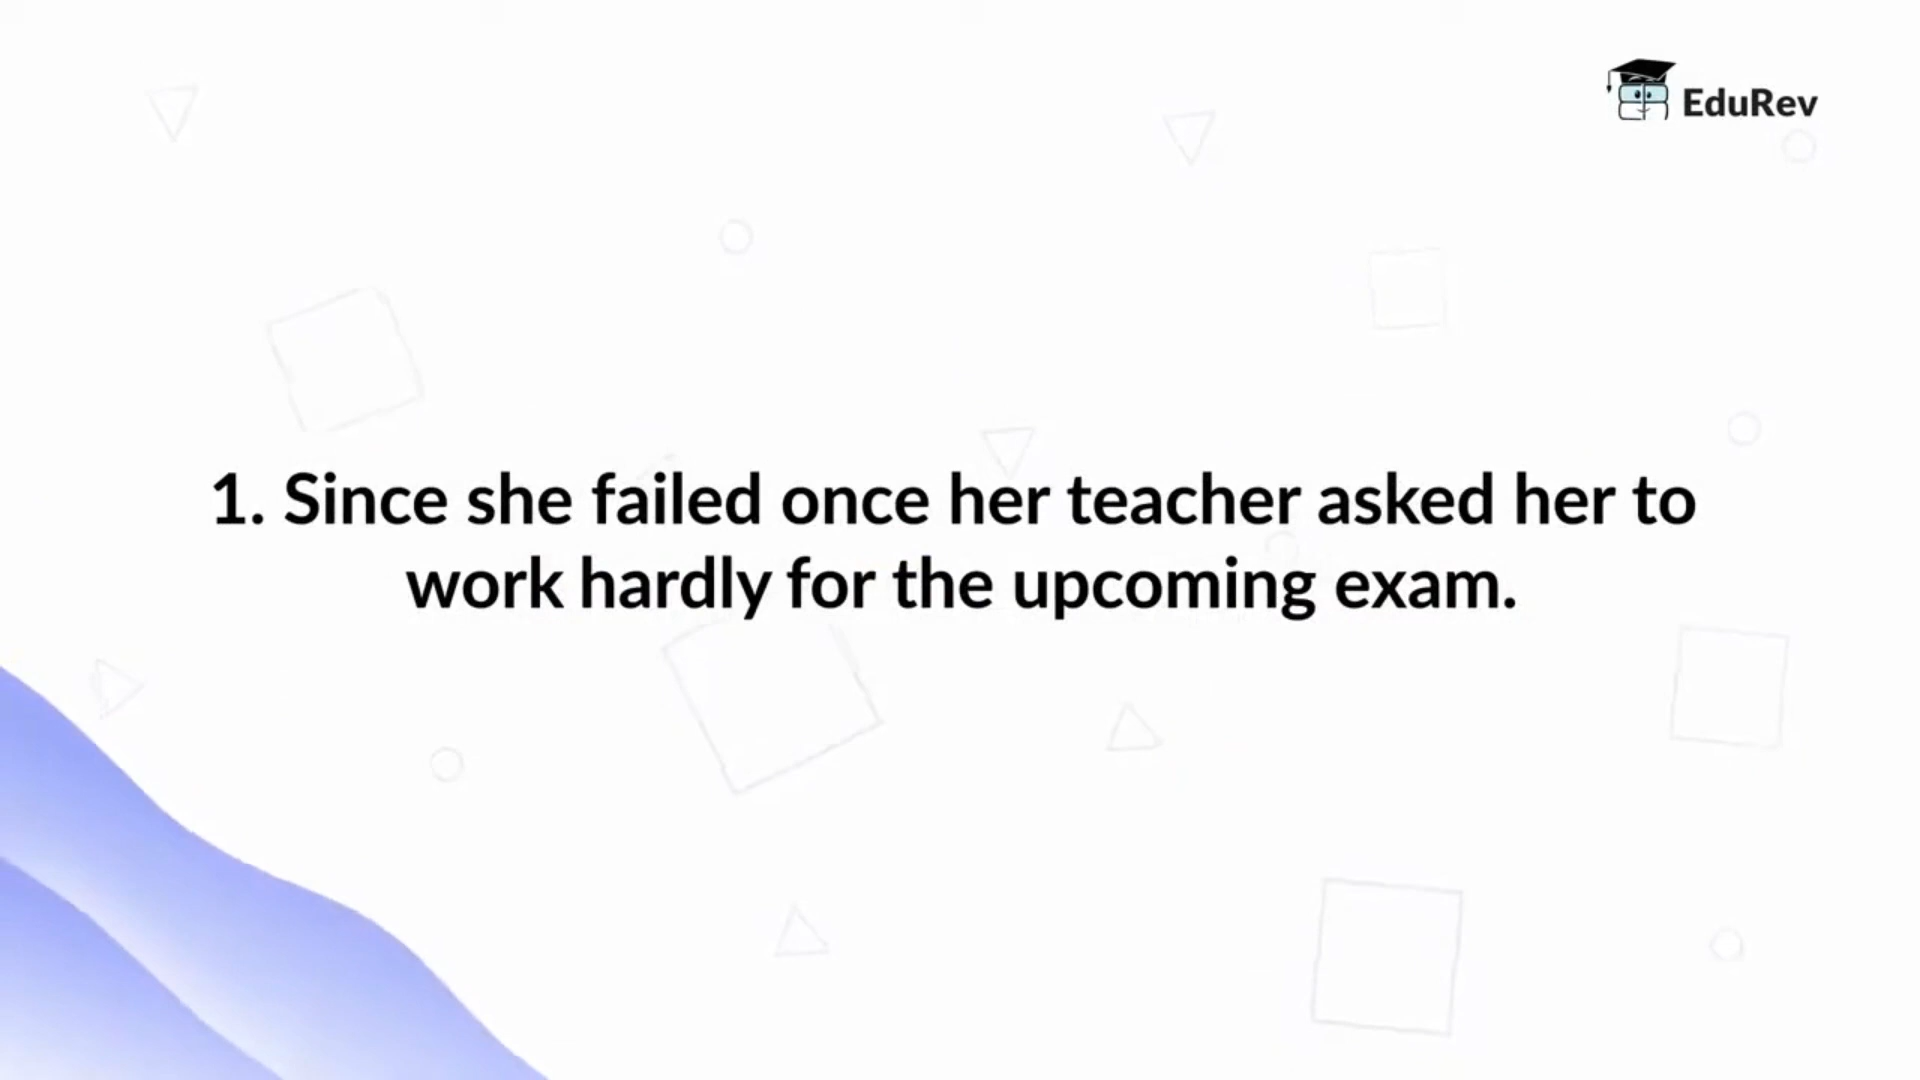 EduRev
1. Since she failed once her teacher asked her to
work hardly for the upcoming exam.